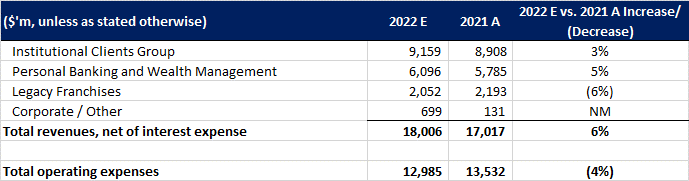 ($'m, unless as stated otherwise) 2022 E 2021 A 2022 E vs. 2021 A Increase/
(Decrease)
Institutional Clients Group 9,159 8,908 3%
Personal Banking and Wealth Management 6,096 5,785 5%
Legacy Franchises 2,052 2,193 (6%)
Corporate / Other 699 131 NM
Total revenues, net of interest expense 18,006 17,017 6%
Total operating expenses 12,985 13,532 (4%)